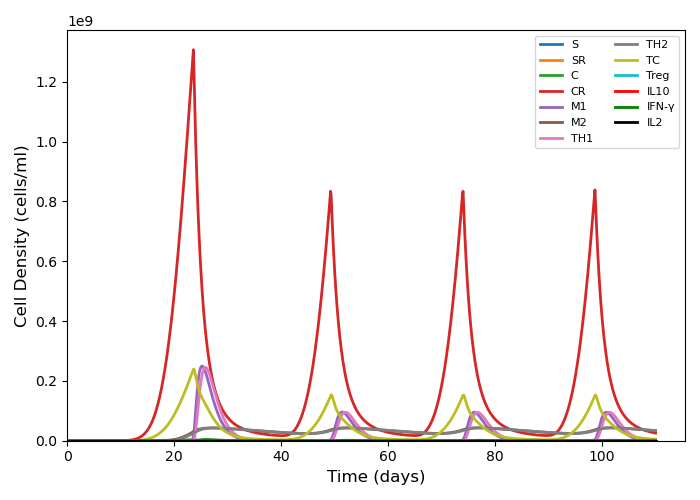 1e9
Cell Density (cells/ml)
1.2
1.0
0.8
0.6
0.4
0.2
0.0
0 20 40 60 80 100
Time (days)
S
SR
C
CR
M1
M2
TH1
TH2
TC
Treg
IL10
IFN-γ
IL2